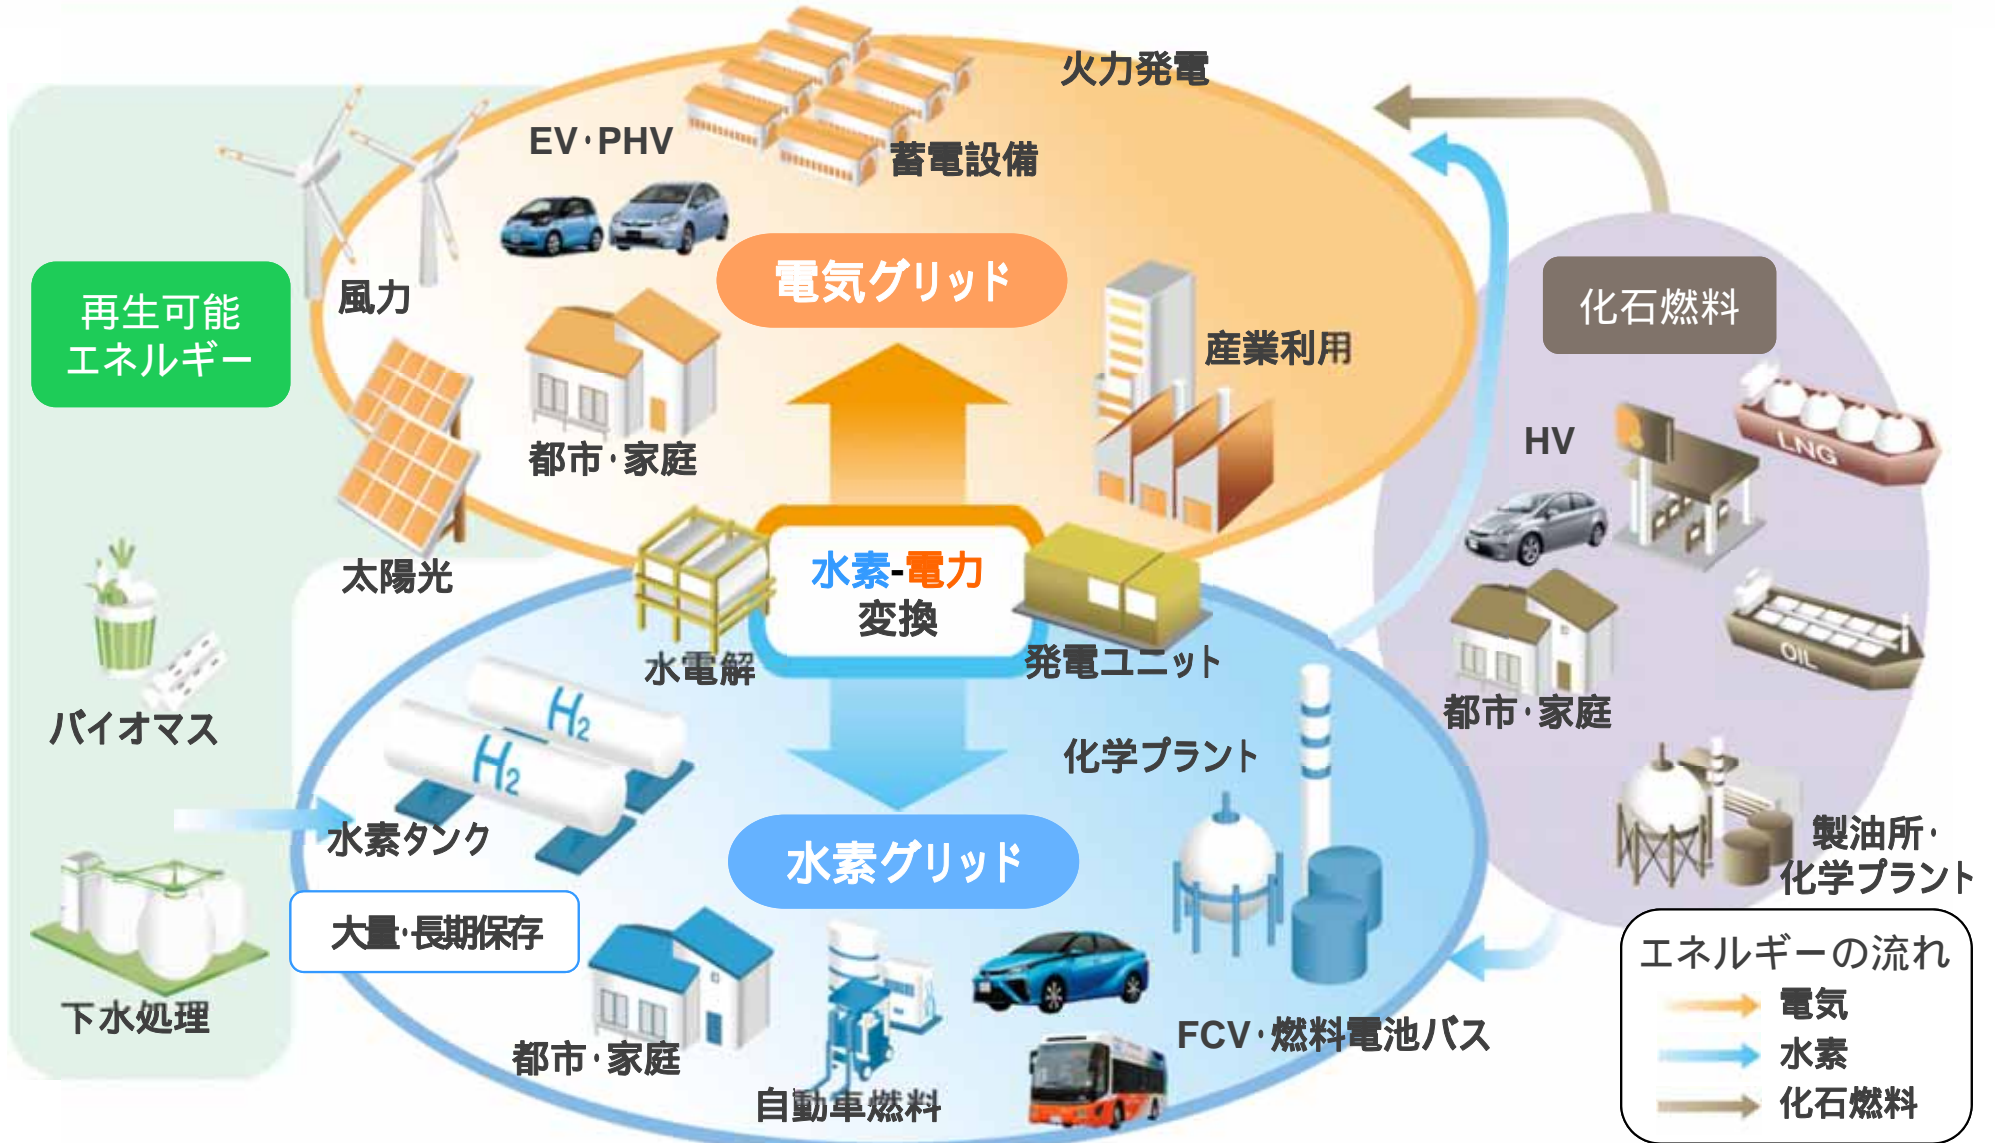 火力発電
EV・PHV
蓄電設備
電気グリッド
風力
再生可能
エネルギー
化石燃料
産業利用
都市・家庭
HV
LNG
太陽光
水素-電力
変換
水電解
発電ユニット
OIL
都市・家庭
バイオマス
H2
H2
化学プラント
水素タンク
水素グリッド
製油所・
化学プラント
大量・長期保存
下水処理
都市・家庭
自動車燃料
FCV・燃料電池バス
エネルギーの流れ
電気
水素
化石燃料